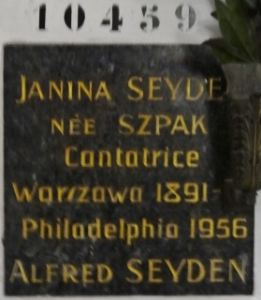 10459
JANINA SEYDE
NÉE SZPAK
Cantatrice
Warszawa 1891-
Philadelphia 1956
ALFRED SEYDEN